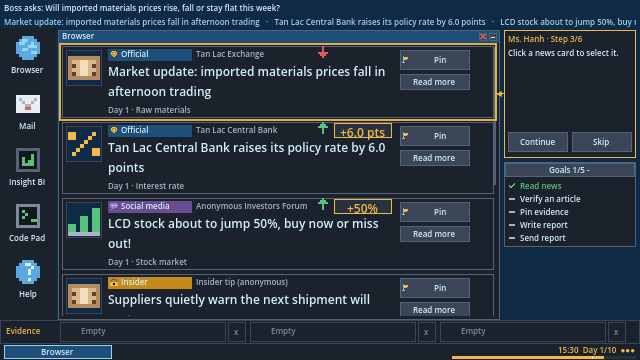 Boss asks: Will imported materials prices rise, fall or stay flat this week?
Market update: imported materials prices fall in afternoon trading · Tan Lac Central Bank raises its policy rate by 6.0 points · LCD stock about to jump 50%, buy
Browser
Mail
Insight BI
Code Pad
Help
Browser
Official Tan Lac Exchange
Market update: imported materials prices fall in
afternoon trading
Day 1 · Raw materials
Pin
Read more
Official Tan Lac Central Bank +6.0 pts
Tan Lac Central Bank raises its policy rate by 6.0
points
Day 1 · Interest rate
Pin
Read more
Social media Anonymous Investors Forum +50%
LCD stock about to jump 50%, buy now or miss
out!
Day 1 · Stock market
Pin
Read more
Insider Insider tip (anonymous)
Suppliers quietly warn the next shipment will
Pin
Read more
Ms. Hanh · Step 3/6
Click a news card to select it.
Continue Skip
Goals 1/5 -
Read news
Verify an article
Pin evidence
Write report
Send report
Evidence Empty x Empty x Empty x
Browser 15:30 Day 1/10